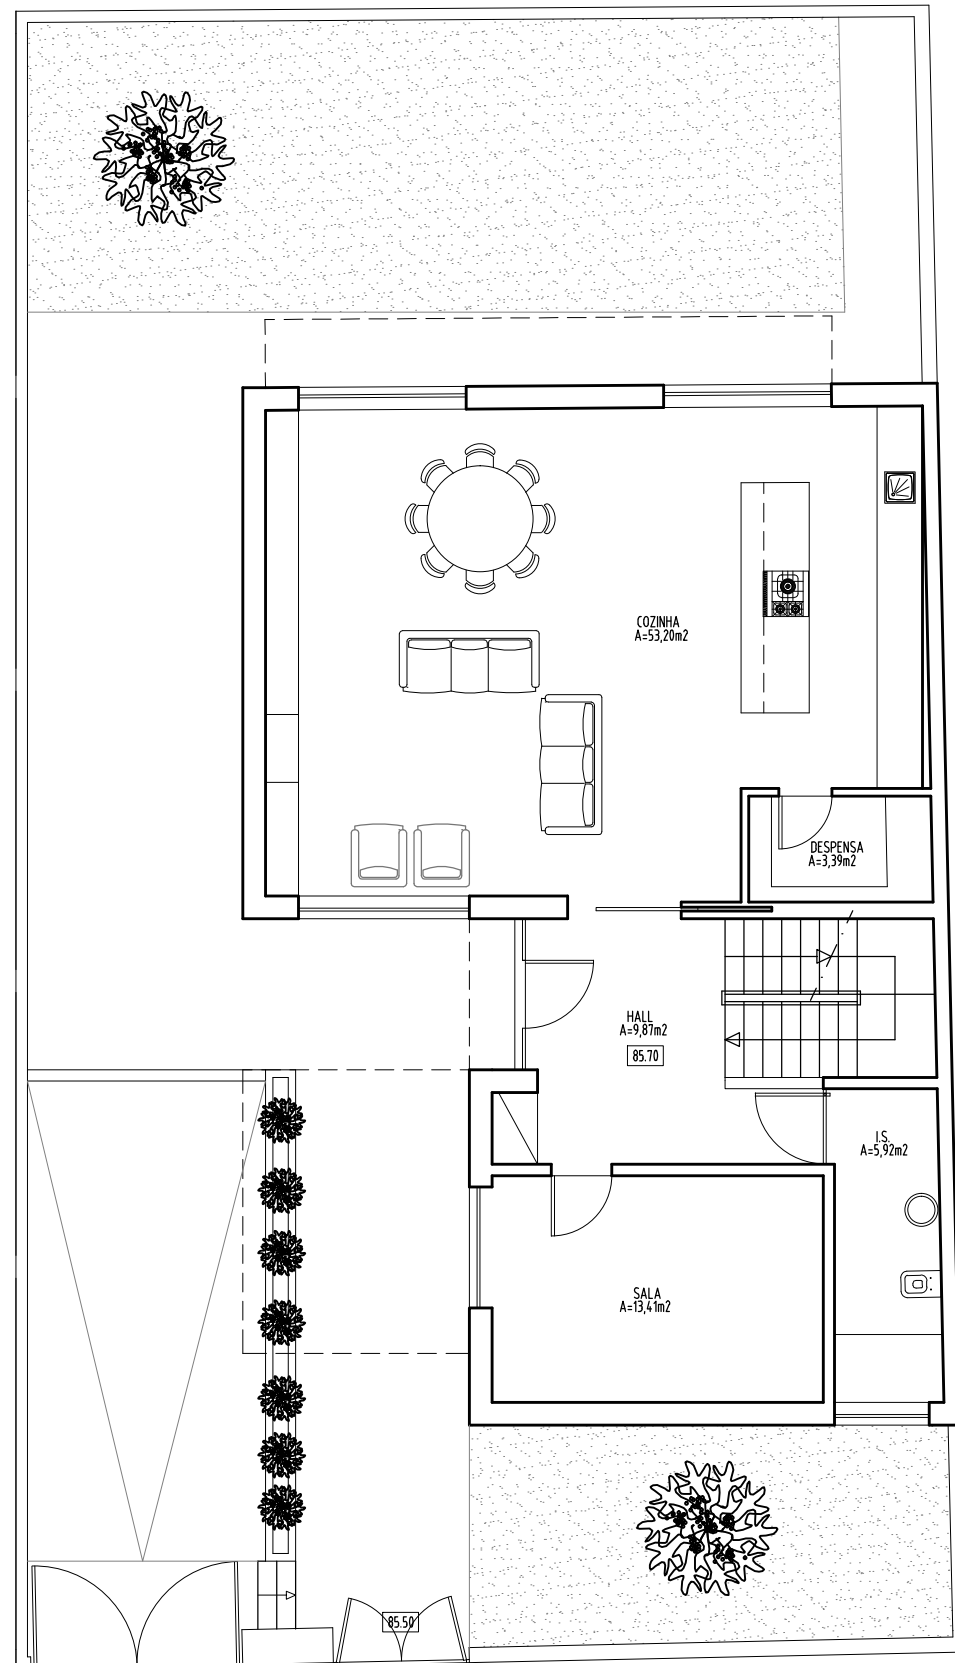 COZINHA
A=53,20m2
DESPENSA
A=3,39m2
HALL
A=9,87m2
85.70
I.S.
A=5,92m2
SALA
A=13,41m2
85.50